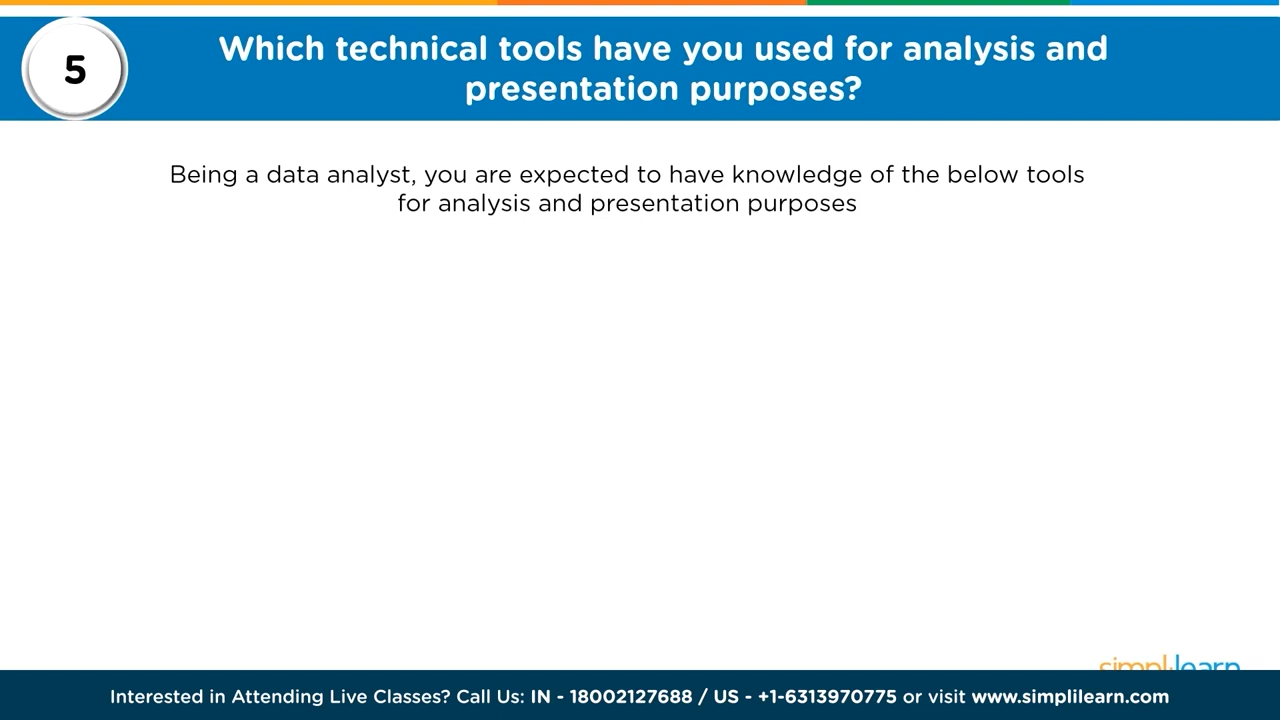 5
Which technical tools have you used for analysis and
presentation purposes?
Being a data analyst, you are expected to have knowledge of the below tools
for analysis and presentation purposes
simplilearn
Interested in Attending Live Classes? Call Us: IN - 18002127688 / US - +1-6313970775 or visit www.simplilearn.com